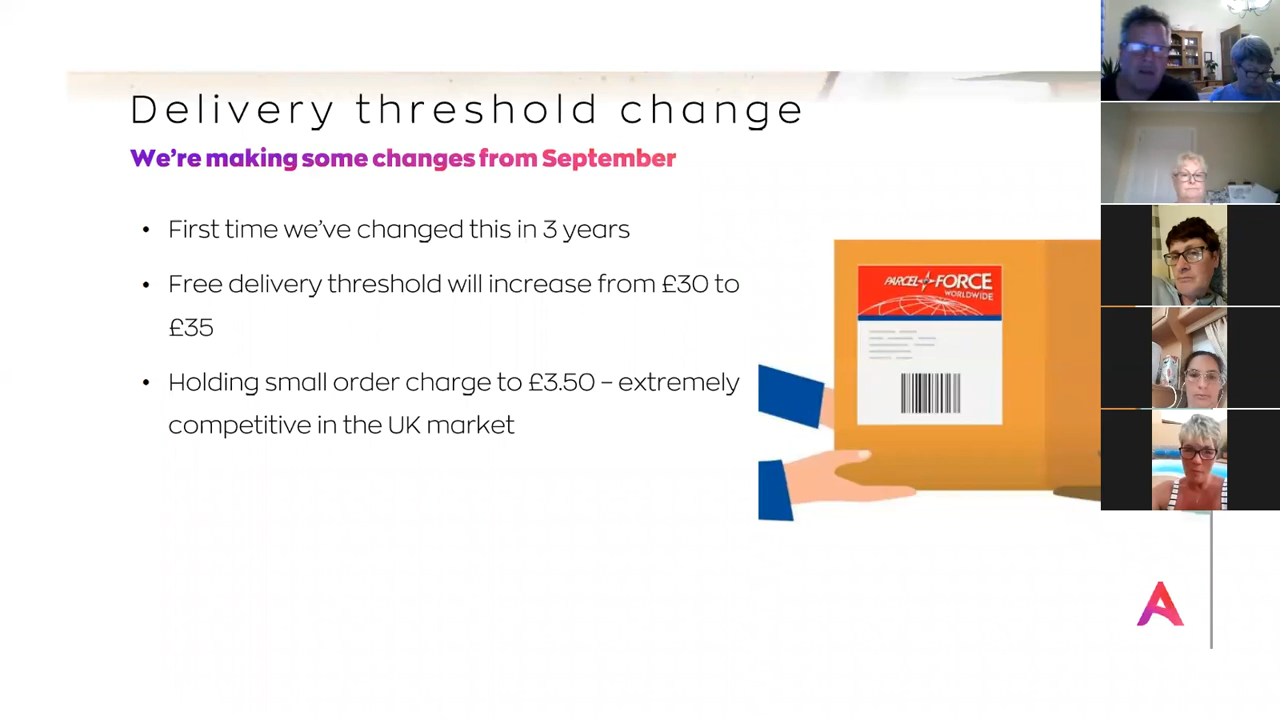 Delivery threshold change
We're making some changes from September
• First time we've changed this in 3 years
• Free delivery threshold will increase from £30 to
£35
• Holding small order charge to £3.50 – extremely
competitive in the UK market
PARCEL FORCE
WORLDWIDE